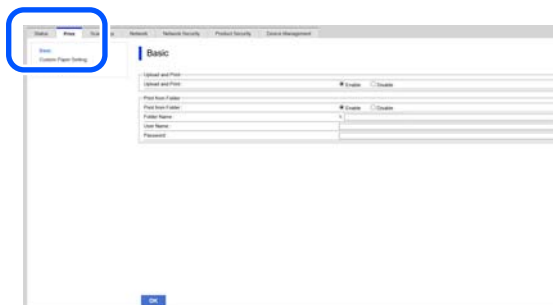 Status Print Network Network Security Product Security Device Management
Basic
Custom Paper Setting
Basic
Upload and Print
Upload and Print Enable Disable
Print from Folder
Print from Folder Enable Disable
Folder Name
User Name
Password
OK